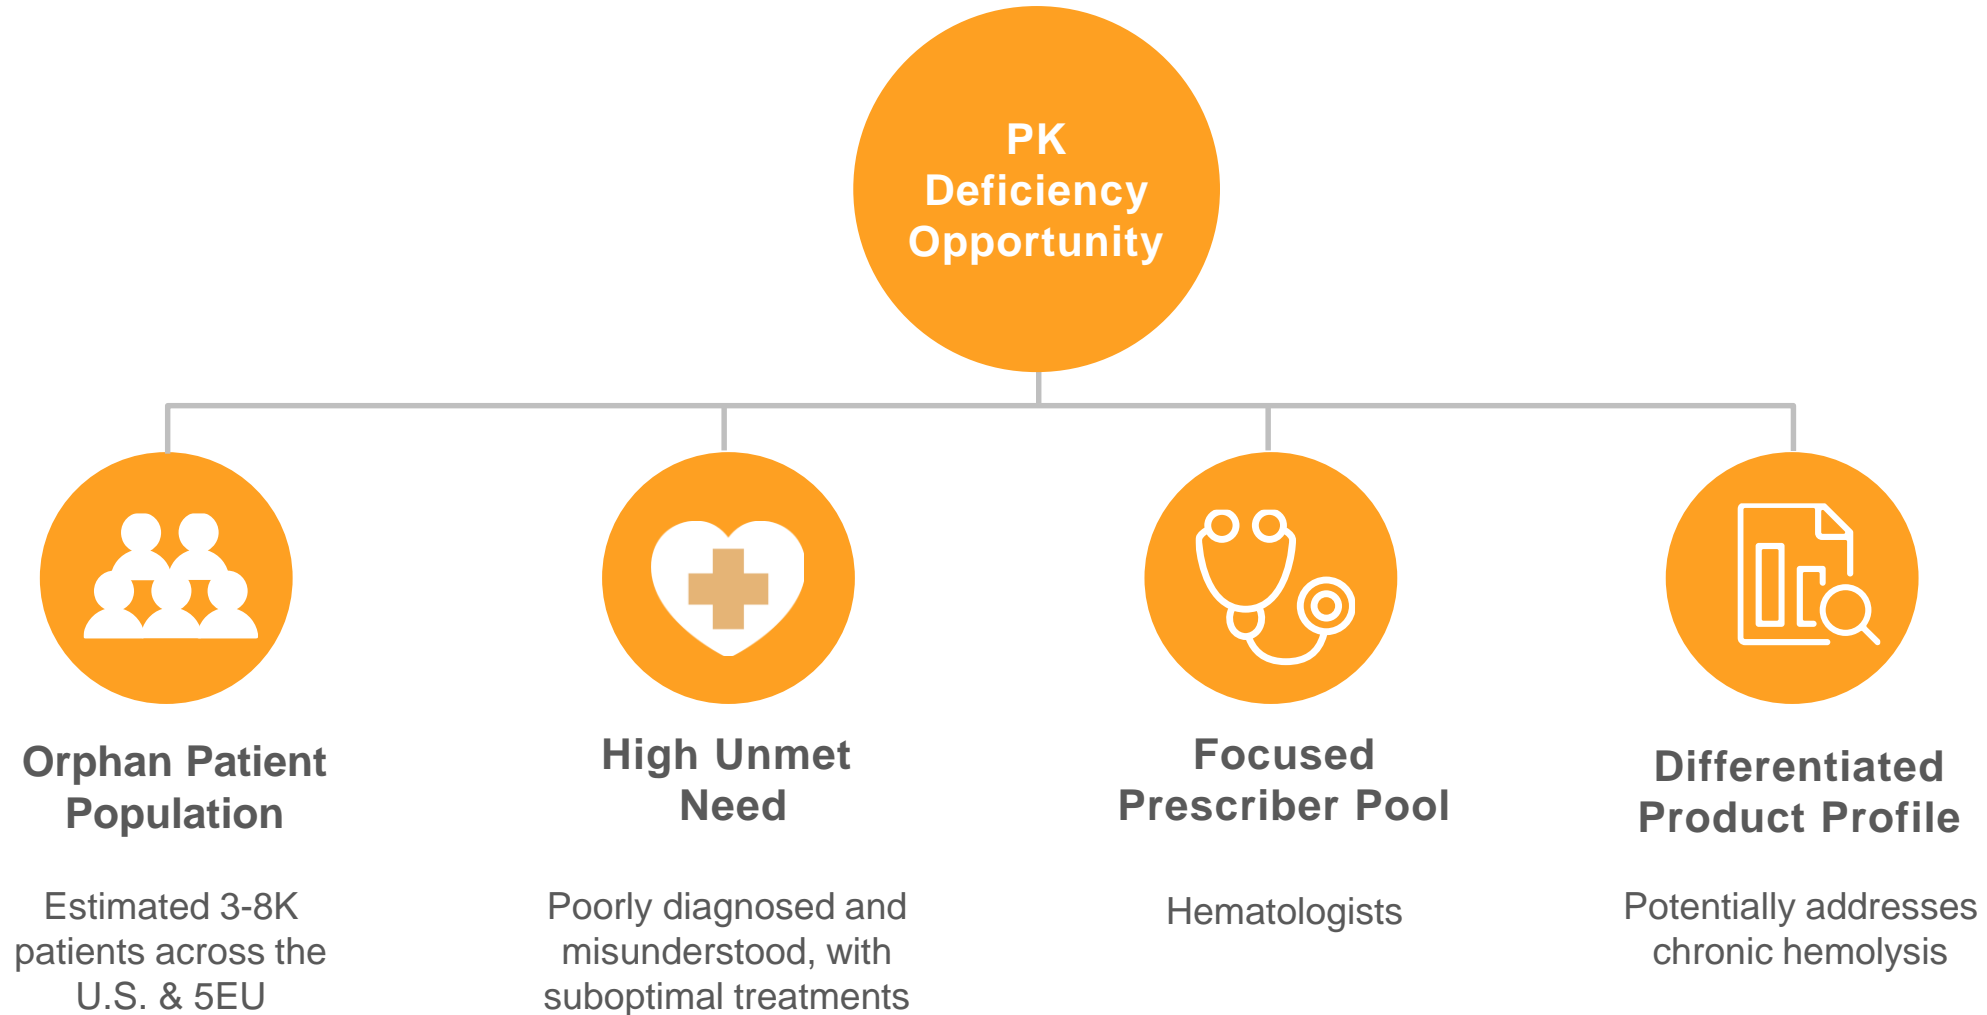 PK
Deficiency
Opportunity
Orphan Patient
Population
Estimated 3-8K
patients across the
U.S. & 5EU
High Unmet
Need
Poorly diagnosed and
misunderstood, with
suboptimal treatments
Focused
Prescriber Pool
Hematologists
Differentiated
Product Profile
Potentially addresses
chronic hemolysis